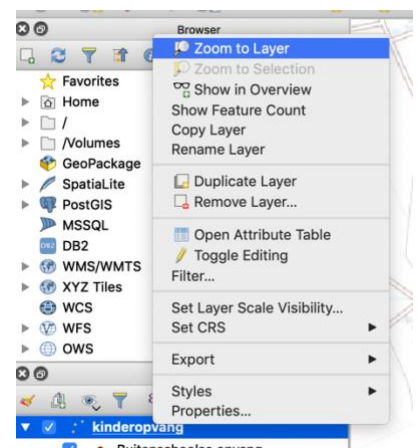 Browser
Favorites
Home
/
/Volumes
GeoPackage
SpatiaLite
PostGIS
MSSQL
DB2
DB2
WMS/WMTS
XYZ Tiles
WCS
WFS
OWS
Zoom to Layer
Zoom to Selection
Show in Overview
Show Feature Count
Copy Layer
Rename Layer
Duplicate Layer
Remove Layer...
Open Attribute Table
Toggle Editing
Filter...
Set Layer Scale Visibility...
Set CRS
Export
Styles
Properties...
kinderopvang